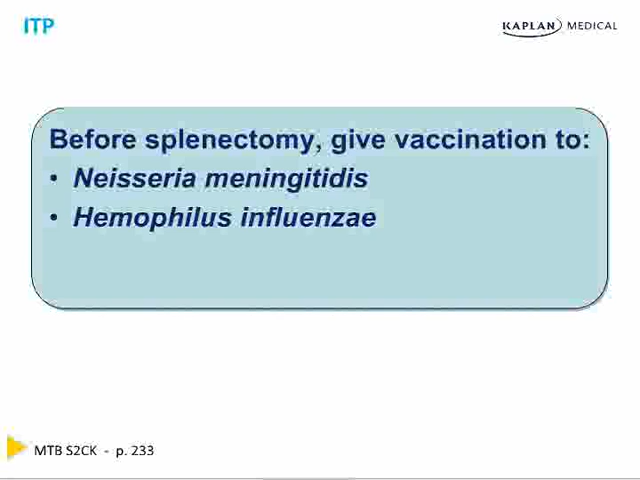 ITP
KAPLAN MEDICAL
Before splenectomy, give vaccination to:
• Neisseria meningitidis
• Hemophilus influenzae
MTB S2CK - p. 233